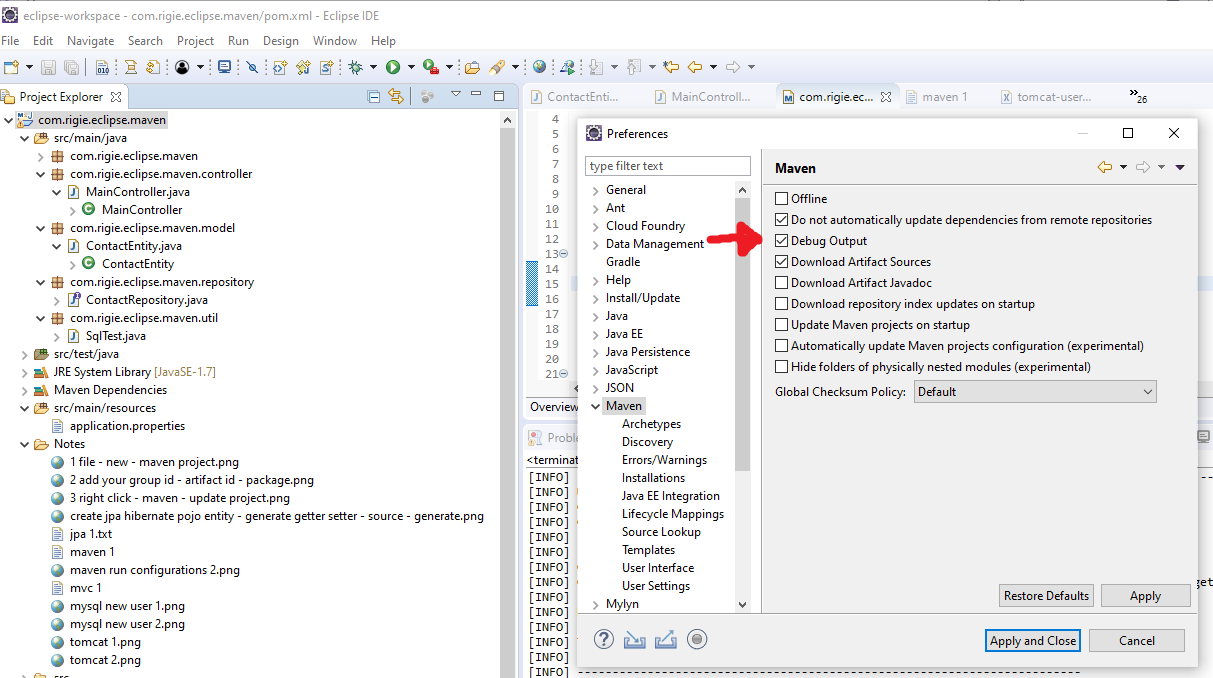 eclipse-workspace - com.rigie.eclipse.maven/pom.xml - Eclipse IDE
File Edit Navigate Search Project Run Design Window Help
Project Explorer
com.rigie.eclipse.maven
src/main/java
com.rigie.eclipse.maven
com.rigie.eclipse.maven.controller
MainController.java
MainController
com.rigie.eclipse.maven.model
ContactEntity.java
ContactEntity
com.rigie.eclipse.maven.repository
ContactRepository.java
com.rigie.eclipse.maven.util
SqlTest.java
src/test/java
JRE System Library [JavaSE-1.7]
Maven Dependencies
src/main/resources
application.properties
Notes
1 file - new - maven project.png
2 add your group id - artifact id - package.png
3 right click - maven - update project.png
create jpa hibernate pojo entity - generate getter setter - source - generate.png
jpa 1.txt
maven 1
maven run configurations 2.png
mvc 1
mysql new user 1.png
mysql new user 2.png
tomcat 1.png
tomcat 2.png
src
ContactEnti... MainControll... com.rigie.ec... maven 1 tomcat-user... »26
4
5
6
7
8
9
10
11
12
13
14
15
16
17
18
19
20
21
Overview
Proble
<terminat
[INFO]
[INFO]
[INFO]
[INFO]
[INFO]
[INFO]
[INFO]
[INFO] get
[INFO]
[INFO]
[INFO]
[INFO]
[INFO]
[INFO] ------------------------------------------------------------------------
Preferences
type filter text
General
Ant
Cloud Foundry
Data Management
Gradle
Help
Install/Update
Java
Java EE
Java Persistence
JavaScript
JSON
Maven
Archetypes
Discovery
Errors/Warnings
Installations
Java EE Integration
Lifecycle Mappings
Source Lookup
Templates
User Interface
User Settings
Mylyn
Maven
Offline
Do not automatically update dependencies from remote repositories
Debug Output
Download Artifact Sources
Download Artifact Javadoc
Download repository index updates on startup
Update Maven projects on startup
Automatically update Maven projects configuration (experimental)
Hide folders of physically nested modules (experimental)
Global Checksum Policy: Default
Restore Defaults Apply
Apply and Close Cancel